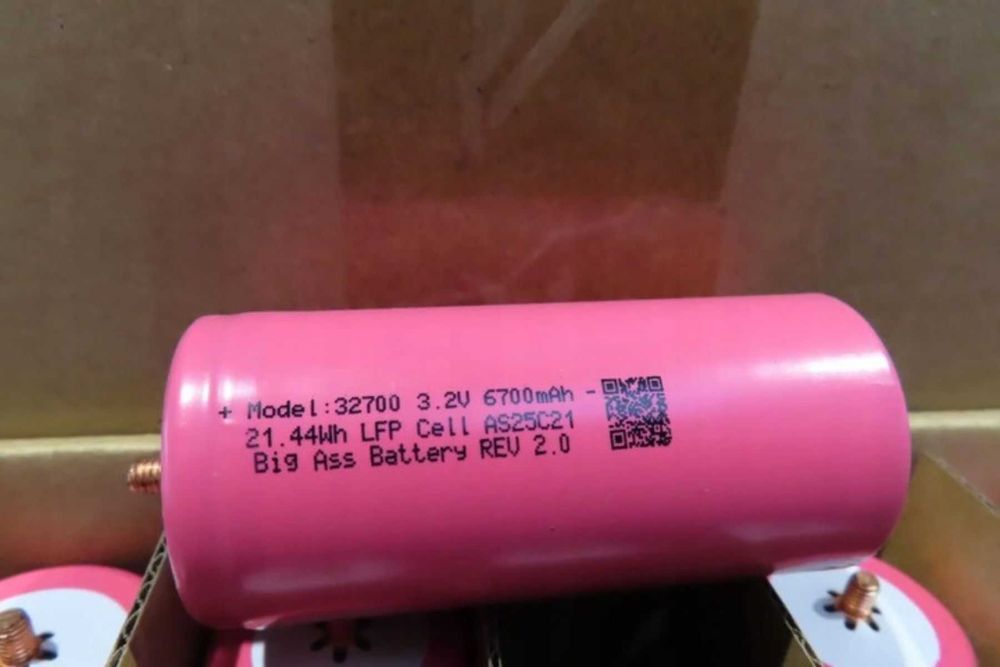 + Model:32700 3.2V 6700mAh -
21.44Wh LFP Cell AS25C21
Big Ass Battery REV 2.0